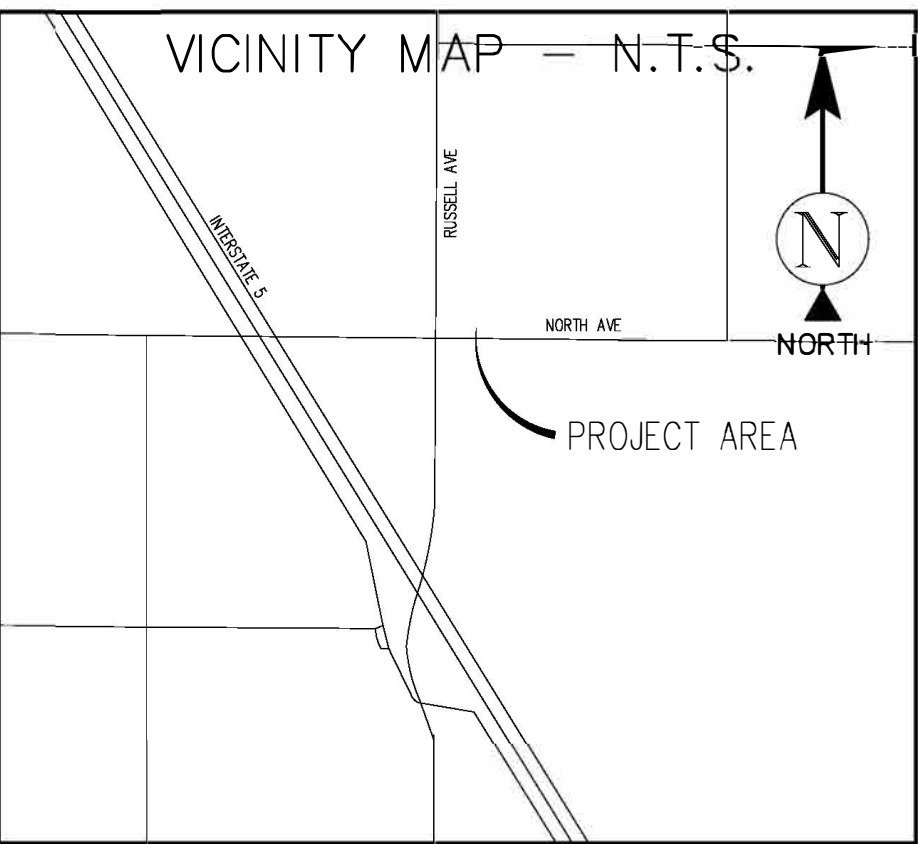 VICINITY MAP – N.T.S.
RUSSELL AVE
INTERSTATE 5
N
NORTH AVE
NORTH
PROJECT AREA